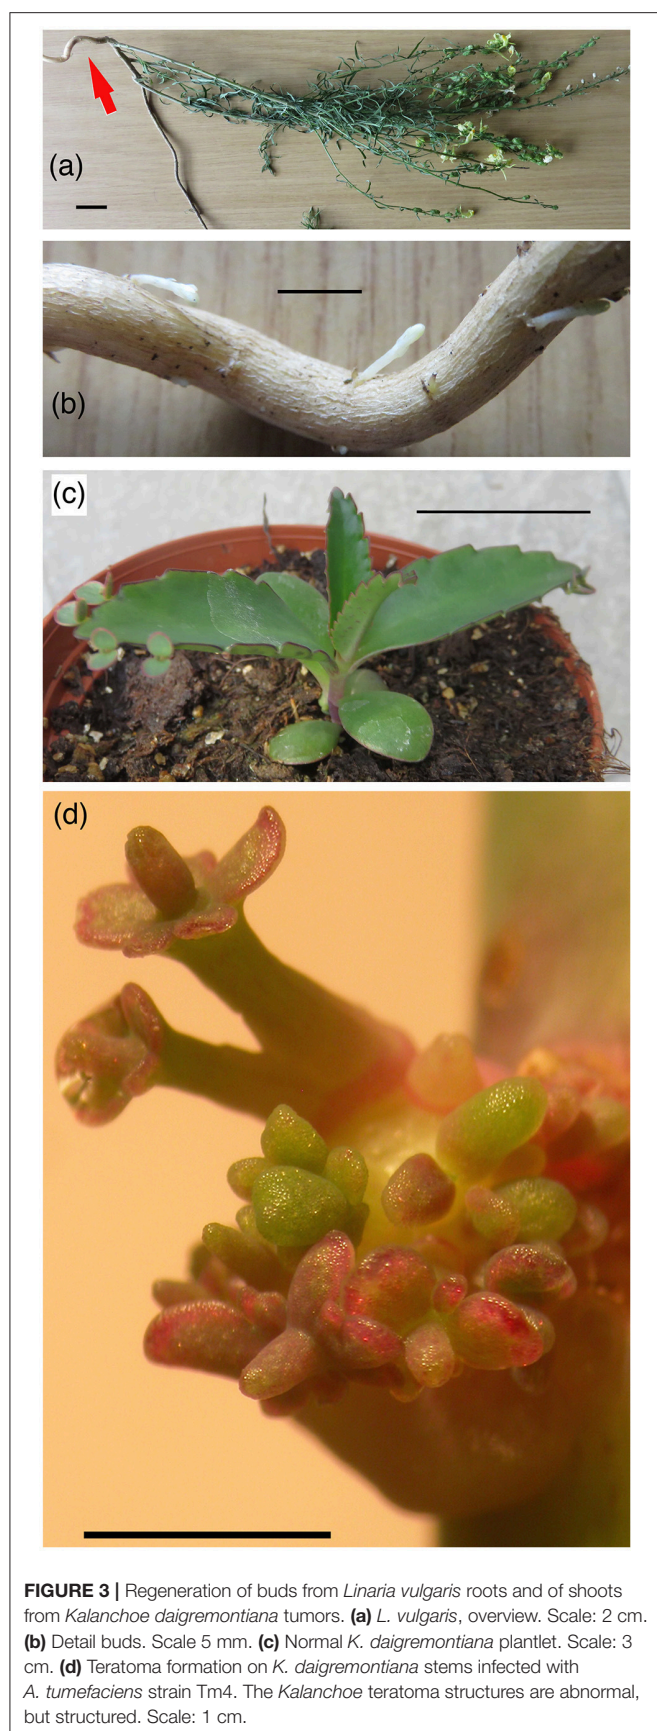 (a)
(b)
(c)
(d)
FIGURE 3 | Regeneration of buds from Linaria vulgaris roots and of shoots
from Kalanchoe daigremontiana tumors. (a) L. vulgaris, overview. Scale: 2 cm.
(b) Detail buds. Scale 5 mm. (c) Normal K. daigremontiana plantlet. Scale: 3
cm. (d) Teratoma formation on K. daigremontiana stems infected with
A. tumefaciens strain Tm4. The Kalanchoe teratoma structures are abnormal,
but structured. Scale: 1 cm.